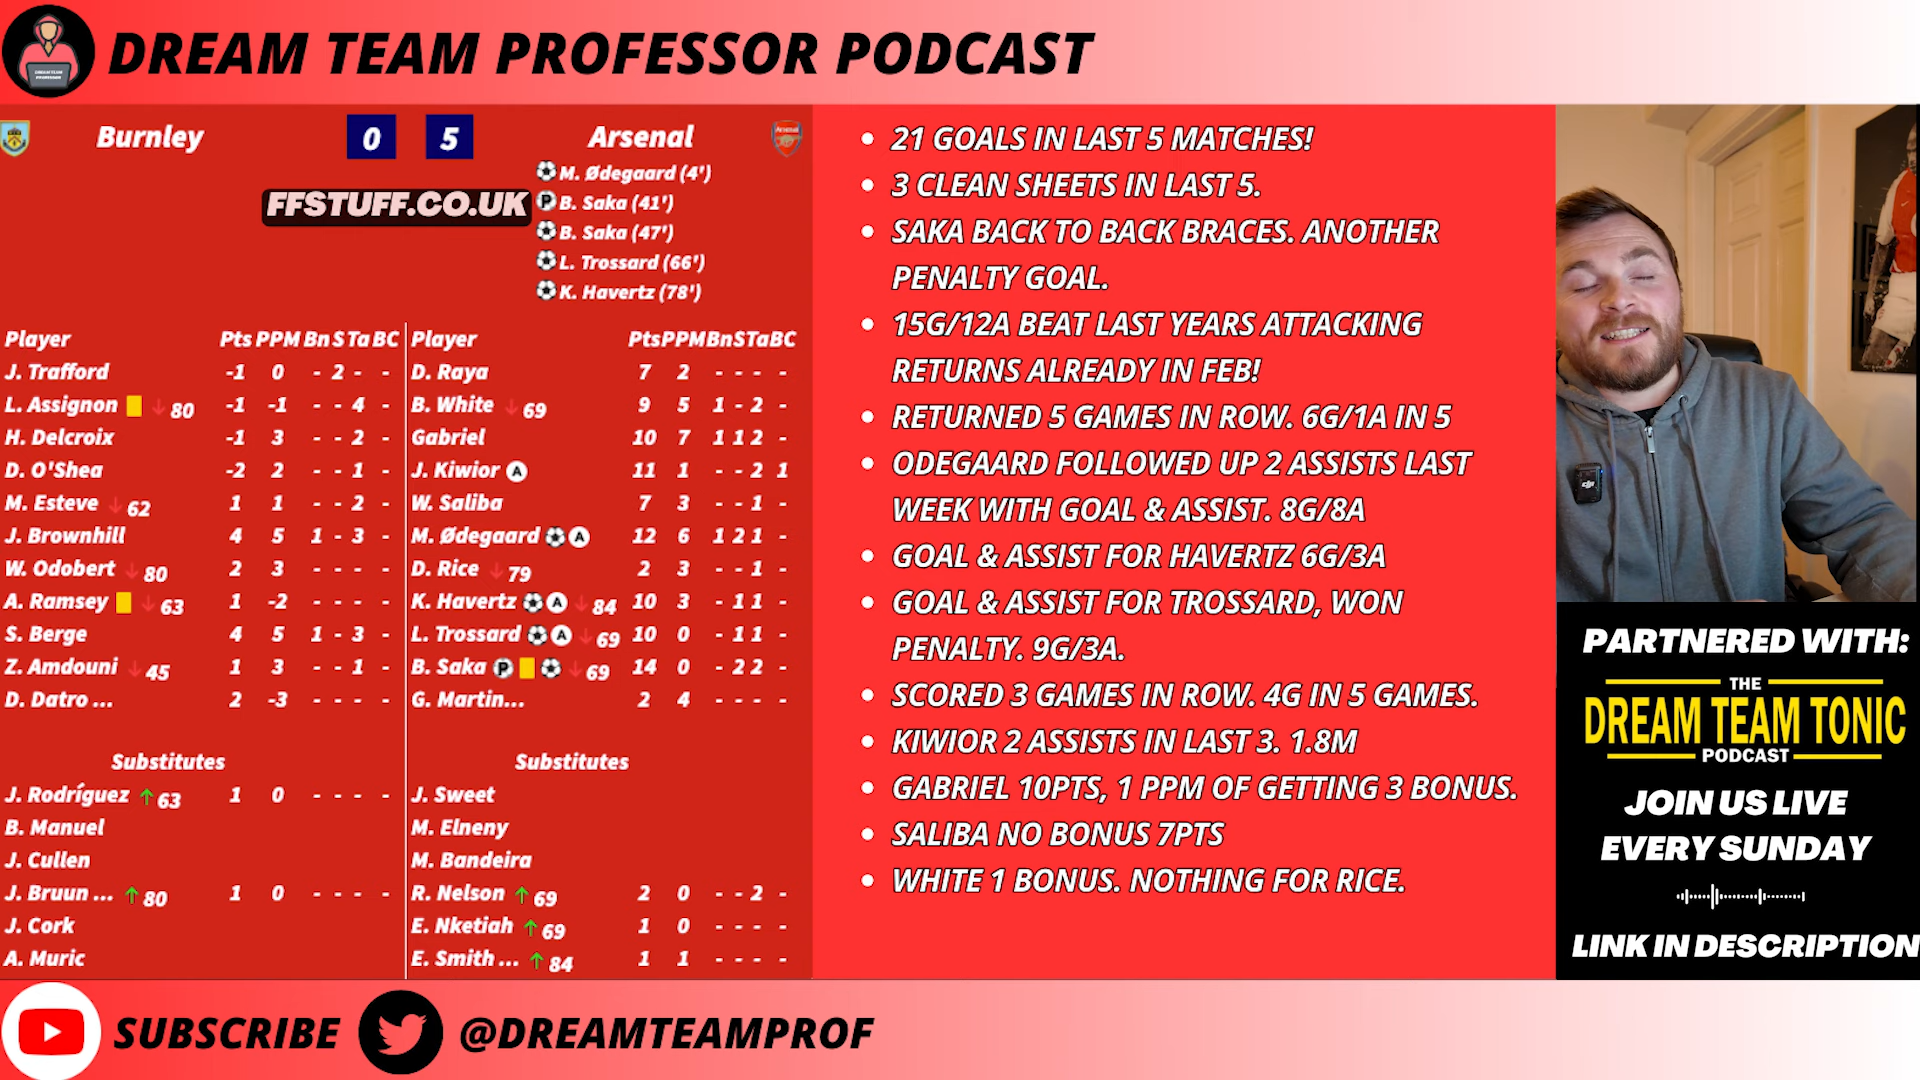 DREAM TEAM PROFESSOR PODCAST
Burnley 0 5 Arsenal
M. Ødegaard (4')
FFSTUFF.CO.UK
P B. Saka (41')
B. Saka (47')
L. Trossard (66')
K. Havertz (78')
Player Pts PPM Bn S Ta BC
J. Trafford -1 0 - 2 - -
L. Assignon 80 -1 -1 - - 4 -
H. Delcroix -1 3 - - 2 -
D. O'Shea -2 2 - - 1 -
M. Esteve 62 1 1 - - 2 -
J. Brownhill 4 5 1 - 3 -
W. Odobert 80 2 3 - - - -
A. Ramsey 63 1 -2 - - - -
S. Berge 4 5 1 - 3 -
Z. Amdouni 45 1 3 - - 1 -
D. Datro ... 2 -3 - - - -
Substitutes
J. Rodríguez 63 1 0 - - - -
B. Manuel
J. Cullen
J. Bruun ... 80 1 0 - - - -
J. Cork
A. Muric
Player Pts PPM Bn S Ta BC
D. Raya 7 2 - - - -
B. White 69 9 5 1 - 2 -
Gabriel 10 7 1 1 2 -
J. Kiwior A 11 1 - - 2 1
W. Saliba 7 3 - - 1 -
M. Ødegaard A 12 6 1 2 1 -
D. Rice 79 2 3 - - 1 -
K. Havertz A 84 10 3 - 1 1 -
L. Trossard A 69 10 0 - 1 1 -
B. Saka P 69 14 0 - 2 2 -
G. Martin... 2 4 - - - -
Substitutes
J. Sweet
M. Elneny
M. Bandeira
R. Nelson 69 2 0 - - 2 -
E. Nketiah 69 1 0 - - - -
E. Smith ... 84 1 1 - - - -
• 21 GOALS IN LAST 5 MATCHES!
• 3 CLEAN SHEETS IN LAST 5.
• SAKA BACK TO BACK BRACES. ANOTHER
PENALTY GOAL.
• 15G/12A BEAT LAST YEARS ATTACKING
RETURNS ALREADY IN FEB!
• RETURNED 5 GAMES IN ROW. 6G/1A IN 5
• ODEGAARD FOLLOWED UP 2 ASSISTS LAST
WEEK WITH GOAL & ASSIST. 8G/8A
• GOAL & ASSIST FOR HAVERTZ 6G/3A
• GOAL & ASSIST FOR TROSSARD, WON
PENALTY. 9G/3A.
• SCORED 3 GAMES IN ROW. 4G IN 5 GAMES.
• KIWIOR 2 ASSISTS IN LAST 3. 1.8M
• GABRIEL 10PTS, 1 PPM OF GETTING 3 BONUS.
• SALIBA NO BONUS 7PTS
• WHITE 1 BONUS. NOTHING FOR RICE.
PARTNERED WITH:
THE
DREAM TEAM TONIC
PODCAST
JOIN US LIVE
EVERY SUNDAY
LINK IN DESCRIPTION
SUBSCRIBE @DREAMTEAMPROF